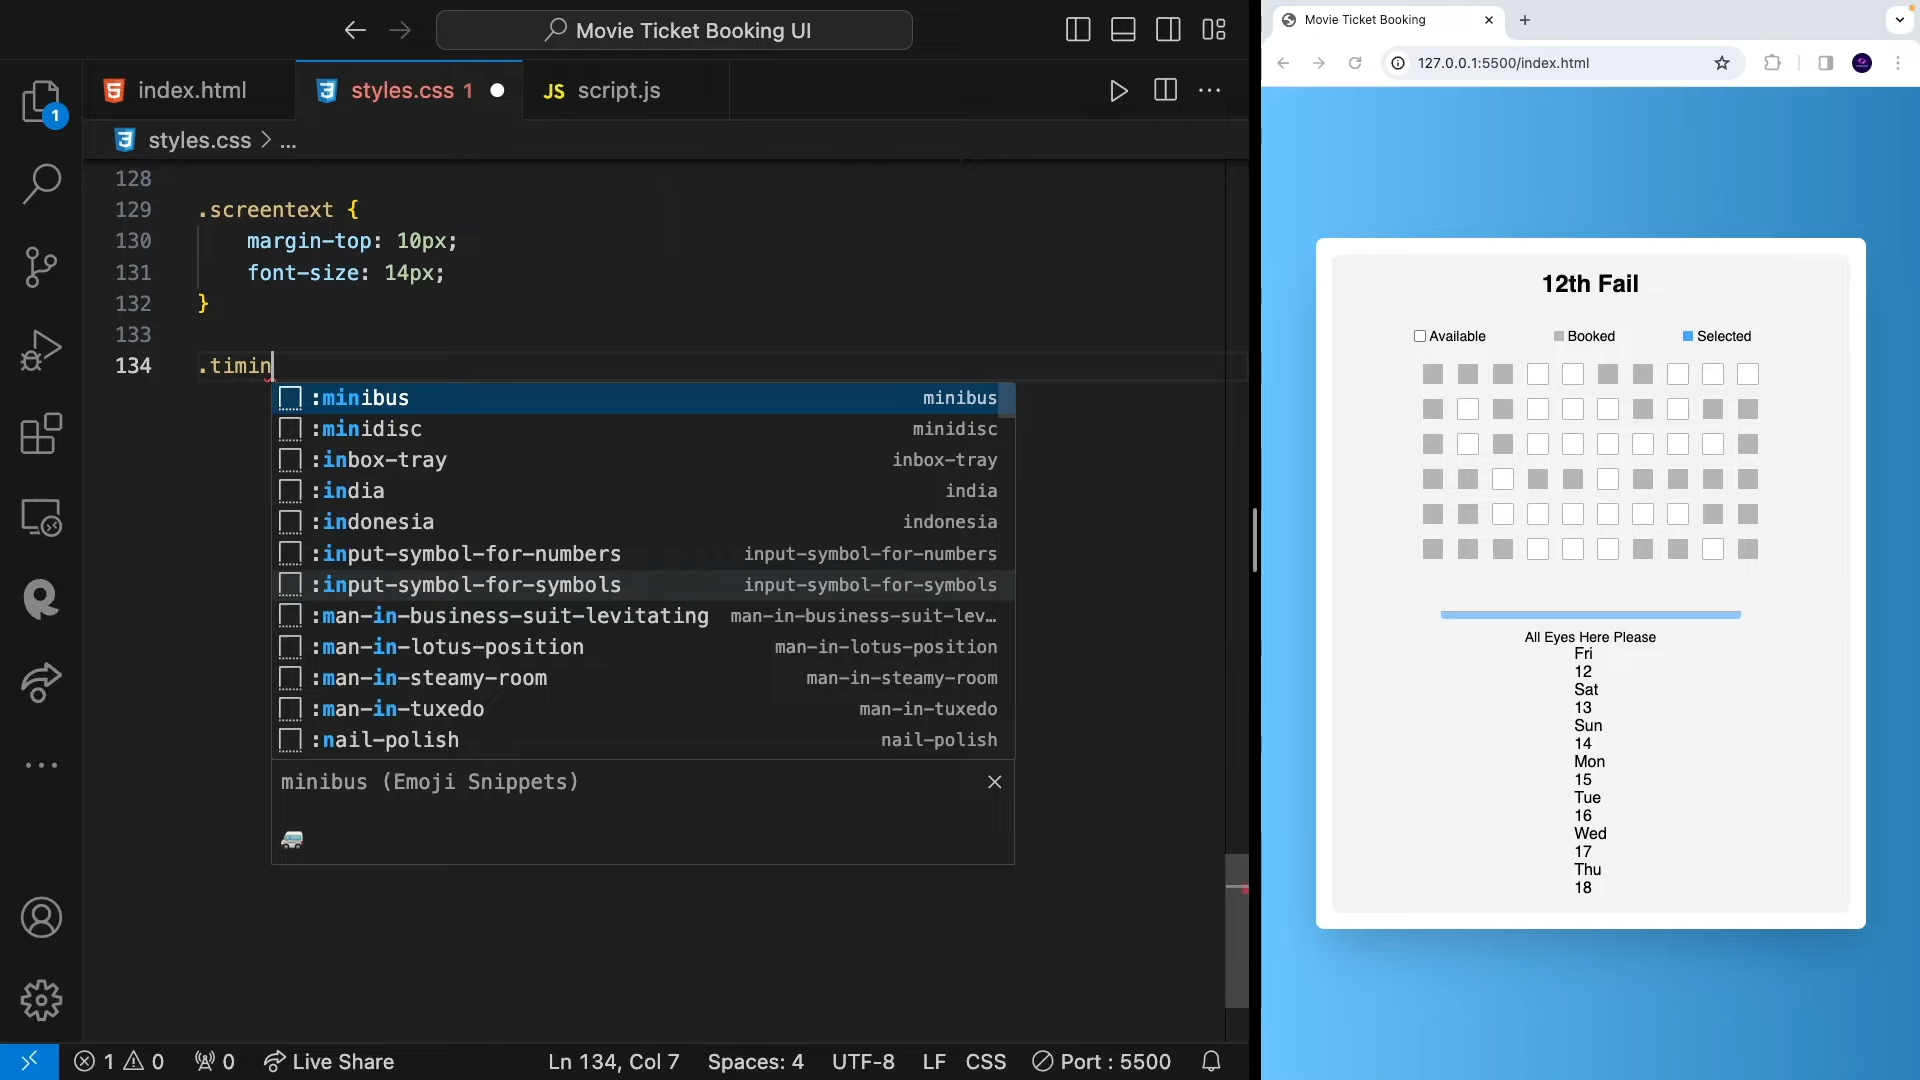 Movie Ticket Booking UI
index.html
styles.css 1
JS script.js
1
styles.css > ...
128
129 .screentext {
130 margin-top: 10px;
131 font-size: 14px;
132 }
133
134 .timin
:minibus minibus
:minidisc minidisc
:inbox-tray inbox-tray
:india india
:indonesia indonesia
:input-symbol-for-numbers input-symbol-for-numbers
:input-symbol-for-symbols input-symbol-for-symbols
:man-in-business-suit-levitating man-in-business-suit-lev…
:man-in-lotus-position man-in-lotus-position
:man-in-steamy-room man-in-steamy-room
:man-in-tuxedo man-in-tuxedo
:nail-polish nail-polish
minibus (Emoji Snippets)
1 0 0 Live Share Ln 134, Col 7 Spaces: 4 UTF-8 LF CSS Port : 5500
Movie Ticket Booking
127.0.0.1:5500/index.html
12th Fail
Available Booked Selected
All Eyes Here Please
Fri
12
Sat
13
Sun
14
Mon
15
Tue
16
Wed
17
Thu
18